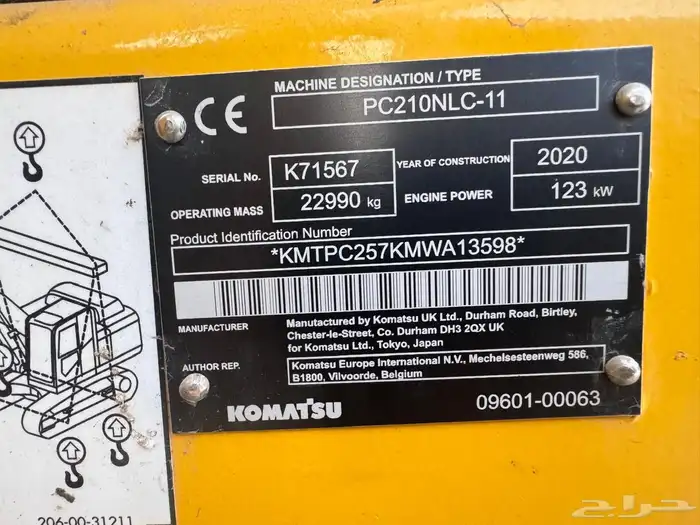 MACHINE DESIGNATION / TYPE
CE
PC210NLC-11
SERIAL No.
K71567
YEAR OF CONSTRUCTION
2020
OPERATING MASS
22990 kg
ENGINE POWER
123 kW
Product Identification Number
*KMTPC257KMWA13598*
MANUFACTURER
Manufactured by Komatsu UK Ltd., Durham Road, Birtley,
Chester-le-Street, Co. Durham DH3 2QX UK
for Komatsu Ltd., Tokyo, Japan
AUTHOR REP.
Komatsu Europe International N.V., Mechelsesteenweg 586,
B1800, Vilvoorde, Belgium
KOMATSU
09601-00063
206-00-31211
حراج